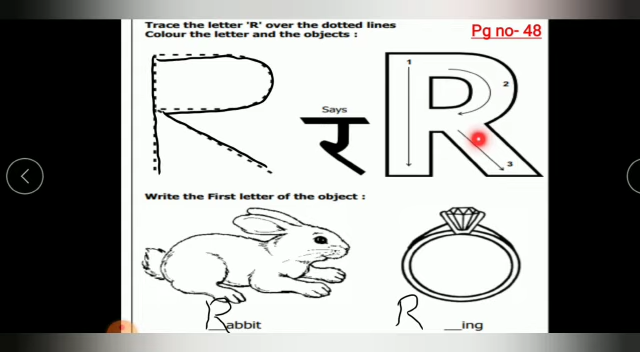 Trace the letter 'R' over the dotted lines
Colour the letter and the objects :
Pg no- 48
R
Says
र
R
1
2
3
Write the First letter of the object :
R
__abbit
R
__ing